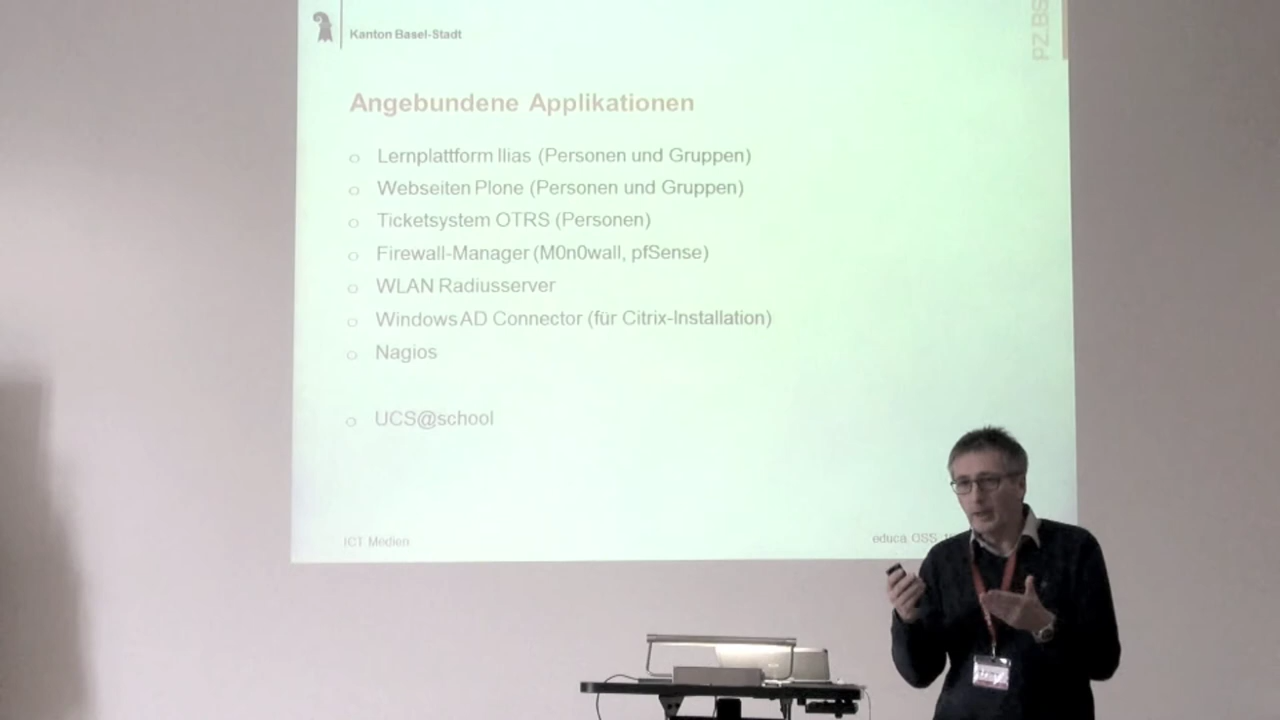 Kanton Basel-Stadt
PZ.BS
Angebundene Applikationen
o Lernplattform Ilias (Personen und Gruppen)
o Webseiten Plone (Personen und Gruppen)
o Ticketsystem OTRS (Personen)
o Firewall-Manager (M0n0wall, pfSense)
o WLAN Radiusserver
o Windows AD Connector (für Citrix-Installation)
o Nagios
o UCS@school
ICT Medien
educa OSS